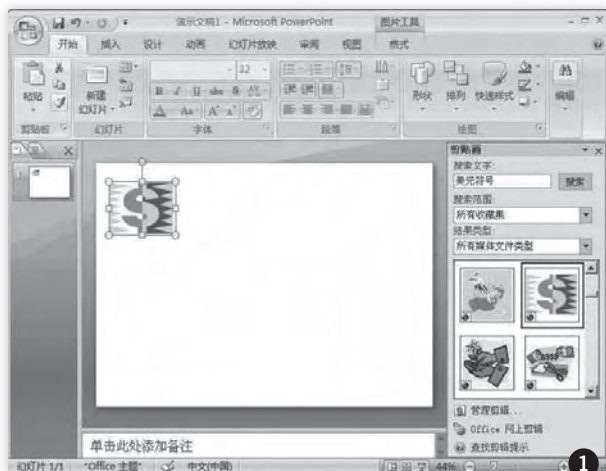 演示文稿1 - Microsoft PowerPoint 图片工具
开始 插入 设计 动画 幻灯片放映 审阅 视图 格式
粘贴
新建
幻灯片
32
B I U abe S AV
A Aa A A
形状 排列 快速样式
编辑
剪贴板 幻灯片 字体 段落 绘图
剪贴画
搜索文字:
美元符号 搜索
搜索范围:
所有收藏集
结果类型:
所有媒体文件类型
1
管理剪辑...
Office 网上剪辑
查找剪辑提示
单击此处添加备注
幻灯片 1/1 "Office 主题" 中文(中国) 44%
1